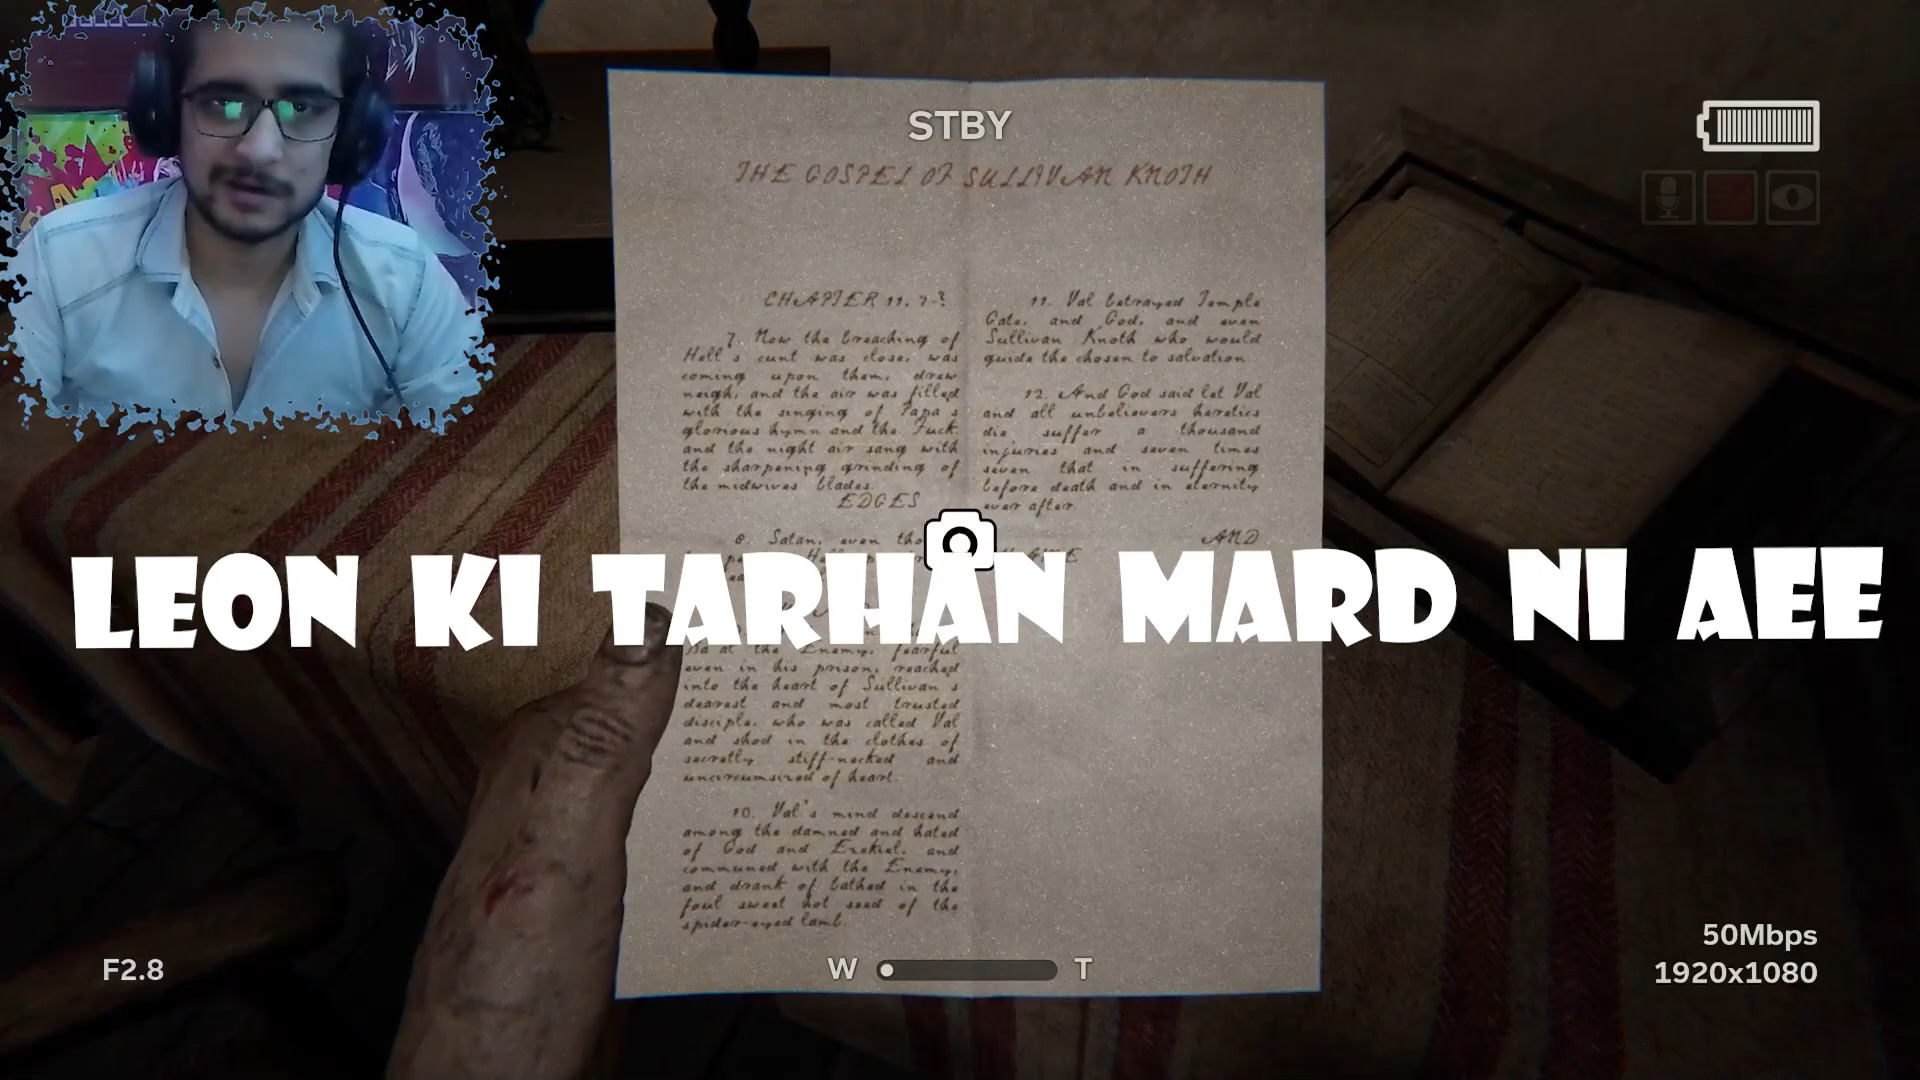 STBY
THE GOSPEL OF SULLIVAN KNOTH
CHAPTER 11, 7-?
7. Now the breaching of
Hell s cunt was close, was
coming upon them, drew
neigh, and the air was filled
with the singing of Papa s
glorious hymn and the Fuck
and the night air sang with
the sharpening grinding of
the midwives blades.
EDGES
8. Satan, even
at the Enemy, fearful
even in his prison, reached
into the heart of Sullivan s
dearest and most trusted
disciple, who was called Val
and shod in the clothes of
secretly stiff-necked and
uncircumsized of heart.
10. Val's mind descend
among the damned and hated
of God and Ezekiel, and
communed with the Enemy,
and drank of bathed in the
foul sweet hot seed of the
spider-eyed lamb.
11. Val betrayed Temple
Gate, and God, and even
Sullivan Knoth who would
guide the chosen to salvation
12. And God said let Val
and all unbelievers heretics
die suffer a thousand
injuries and seven times
seven that in suffering
before death and in eternity
ever after.
AND
LEON KI TARHAN MARD NI AEE
F2.8
W T
50Mbps
1920x1080